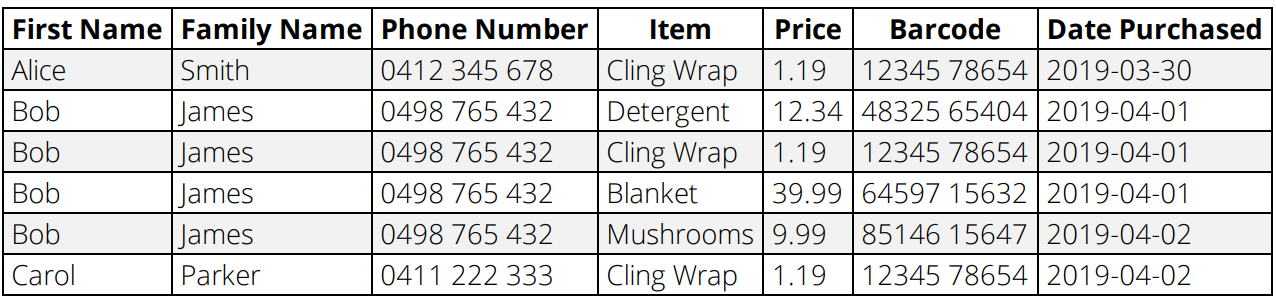 First Name Family Name Phone Number Item Price Barcode Date Purchased
Alice Smith 0412 345 678 Cling Wrap 1.19 12345 78654 2019-03-30
Bob James 0498 765 432 Detergent 12.34 48325 65404 2019-04-01
Bob James 0498 765 432 Cling Wrap 1.19 12345 78654 2019-04-01
Bob James 0498 765 432 Blanket 39.99 64597 15632 2019-04-01
Bob James 0498 765 432 Mushrooms 9.99 85146 15647 2019-04-02
Carol Parker 0411 222 333 Cling Wrap 1.19 12345 78654 2019-04-02